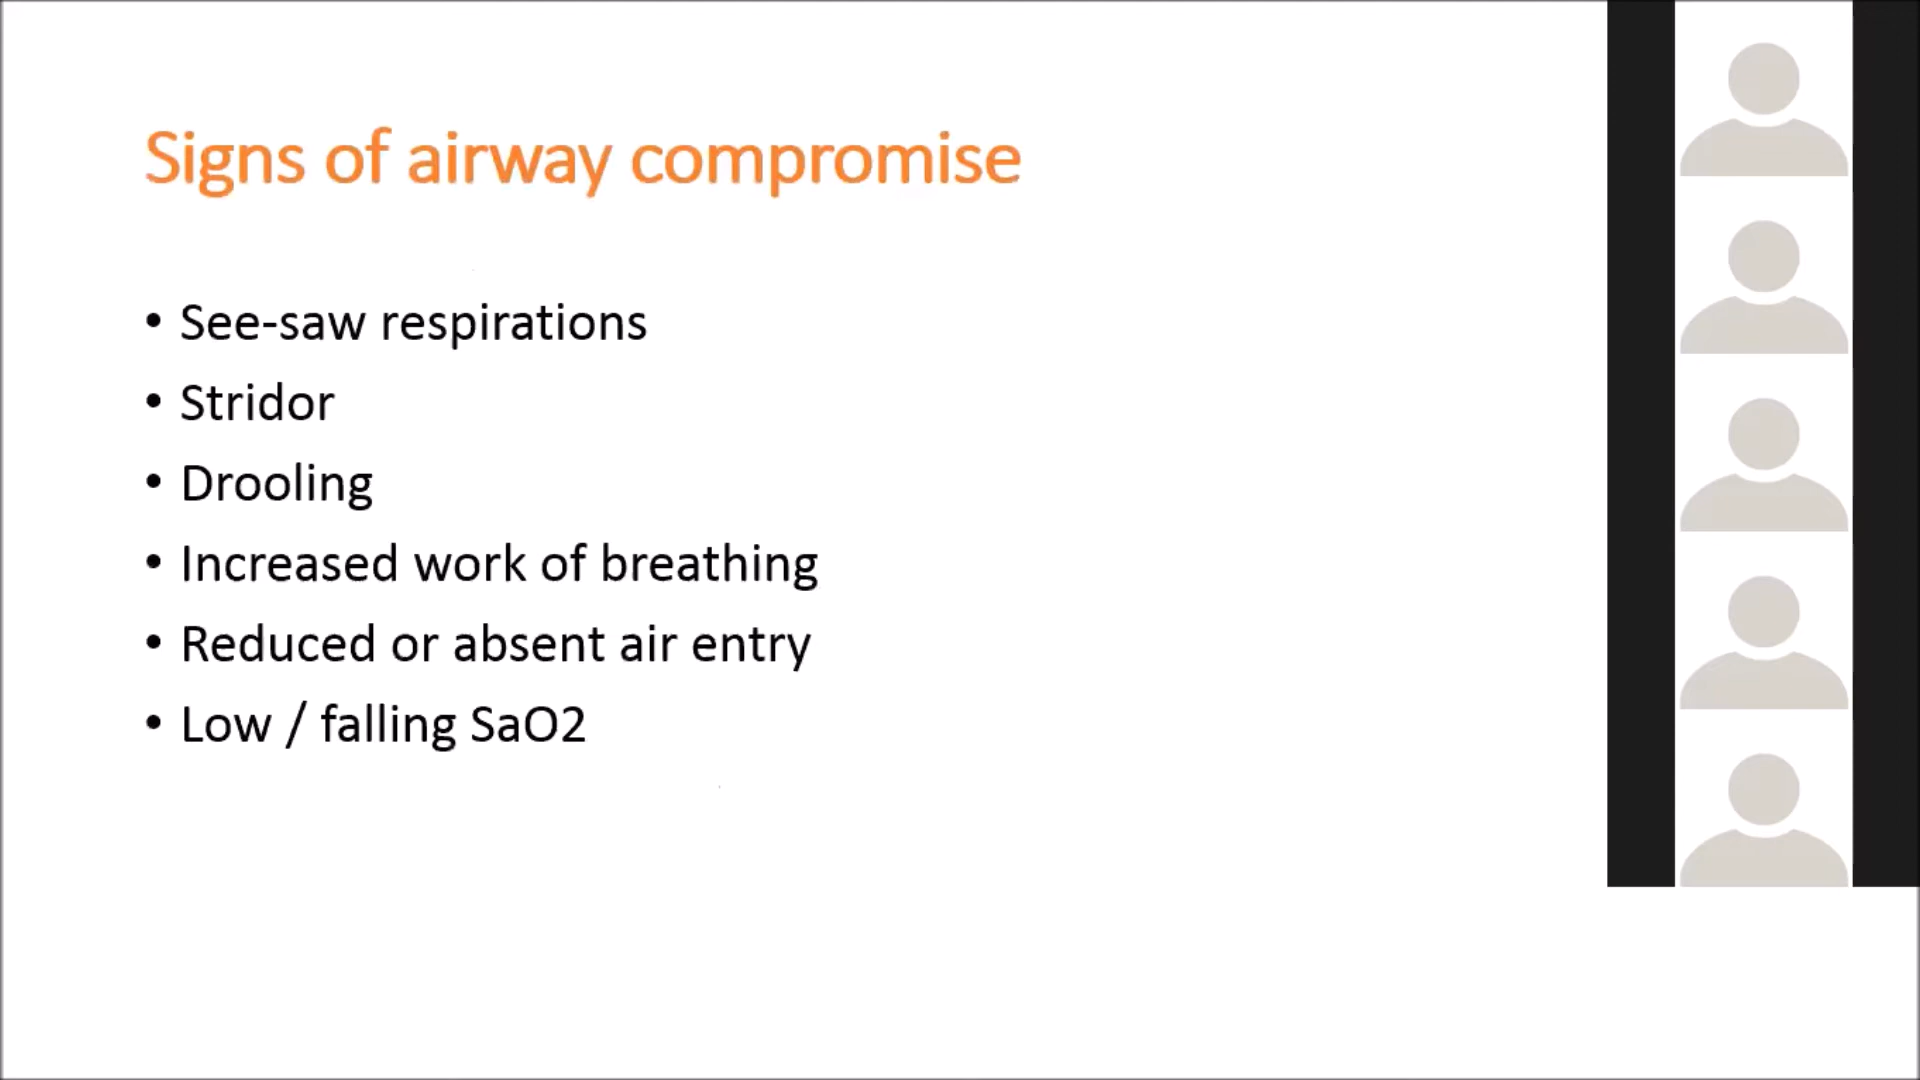 Signs of airway compromise
• See-saw respirations
• Stridor
• Drooling
• Increased work of breathing
• Reduced or absent air entry
• Low / falling SaO2